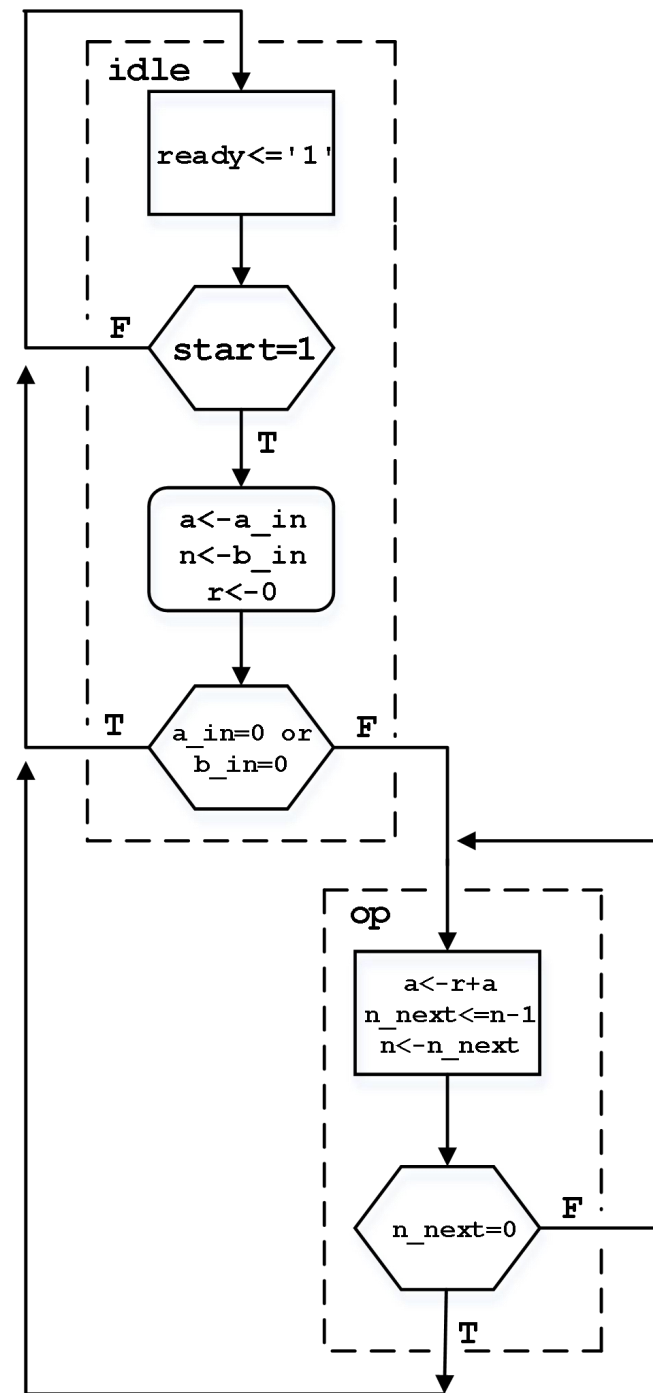 idle
ready<='1'
F
start=1
T
a<-a_in
n<-b_in
r<-0
T
a_in=0 or
b_in=0
F
op
a<-r+a
n_next<=n-1
n<-n_next
n_next=0
F
T